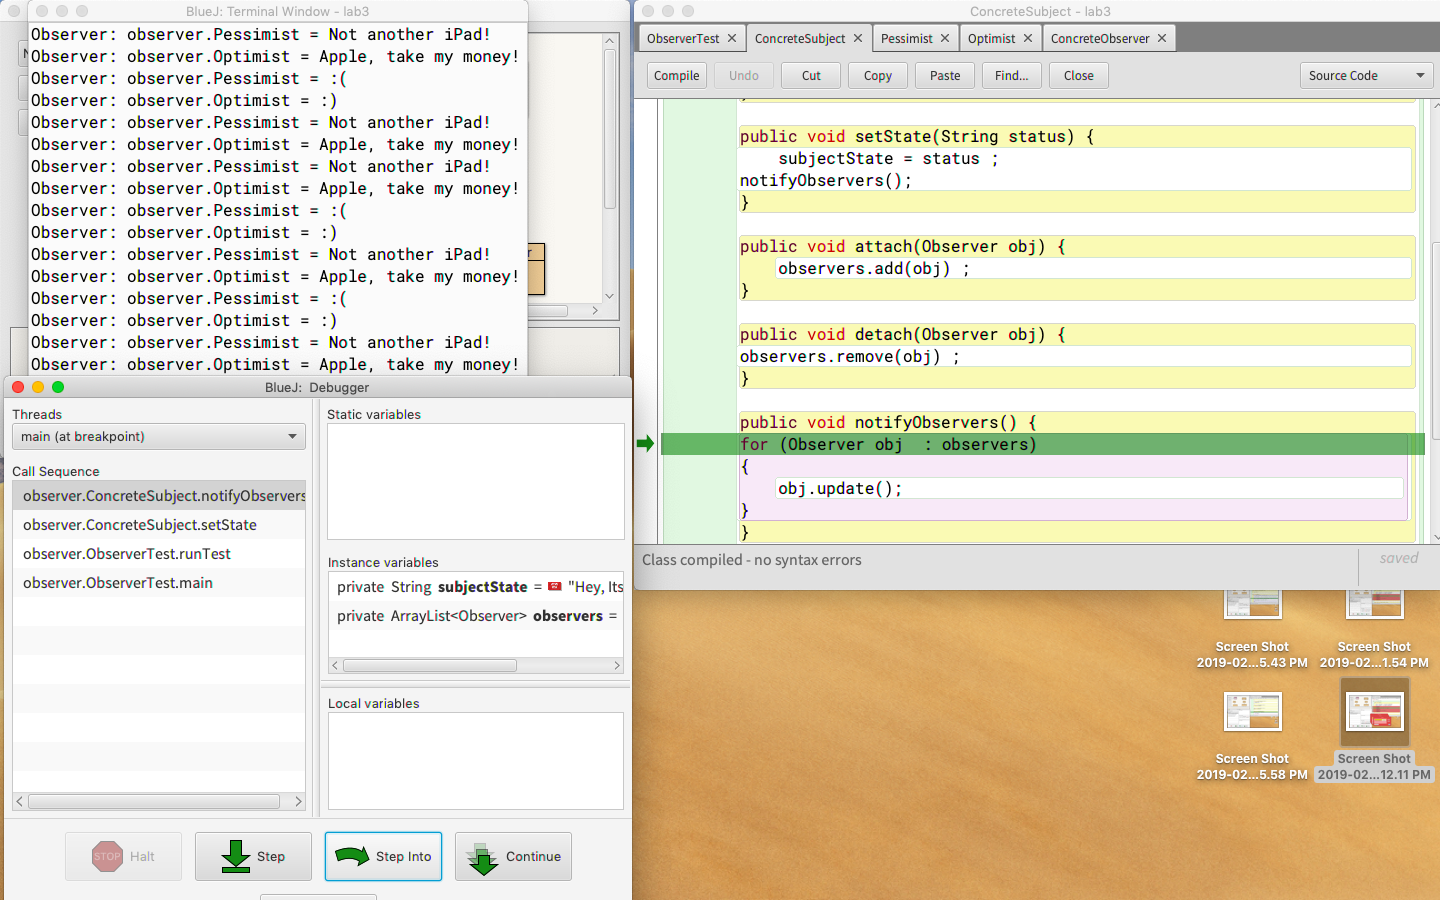 BlueJ: Terminal Window - lab3
Observer: observer.Pessimist = Not another iPad!
Observer: observer.Optimist = Apple, take my money!
Observer: observer.Pessimist = :(
Observer: observer.Optimist = :)
Observer: observer.Pessimist = Not another iPad!
Observer: observer.Optimist = Apple, take my money!
Observer: observer.Pessimist = Not another iPad!
Observer: observer.Optimist = Apple, take my money!
Observer: observer.Pessimist = :(
Observer: observer.Optimist = :)
Observer: observer.Pessimist = Not another iPad!
Observer: observer.Optimist = Apple, take my money!
Observer: observer.Pessimist = :(
Observer: observer.Optimist = :)
Observer: observer.Pessimist = Not another iPad!
Observer: observer.Optimist = Apple, take my money!
BlueJ: Debugger
Threads
main (at breakpoint)
Call Sequence
observer.ConcreteSubject.notifyObservers
observer.ConcreteSubject.setState
observer.ObserverTest.runTest
observer.ObserverTest.main
Static variables
Instance variables
private String subjectState = "Hey, Its
private ArrayList<Observer> observers =
Local variables
STOP Halt
Step
Step Into
Continue
ConcreteSubject - lab3
ObserverTest
ConcreteSubject
Pessimist
Optimist
ConcreteObserver
Compile
Undo
Cut
Copy
Paste
Find...
Close
Source Code
public void setState(String status) {
subjectState = status ;
notifyObservers();
}
public void attach(Observer obj) {
observers.add(obj) ;
}
public void detach(Observer obj) {
observers.remove(obj) ;
}
public void notifyObservers() {
for (Observer obj  : observers)
{
obj.update();
}
}
Class compiled - no syntax errors
saved
Screen Shot
2019-02...5.43 PM
Screen Shot
2019-02...1.54 PM
Screen Shot
2019-02...5.58 PM
Screen Shot
2019-02...12.11 PM